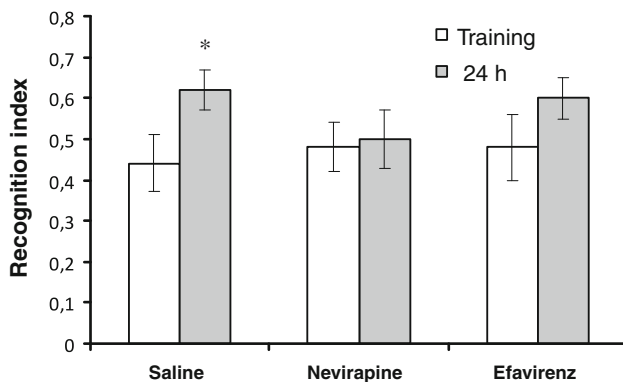 0,8
0,7
0,6
0,5
0,4
0,3
0,2
0,1
0
Recognition index
*
Training
24 h
Saline Nevirapine Efavirenz